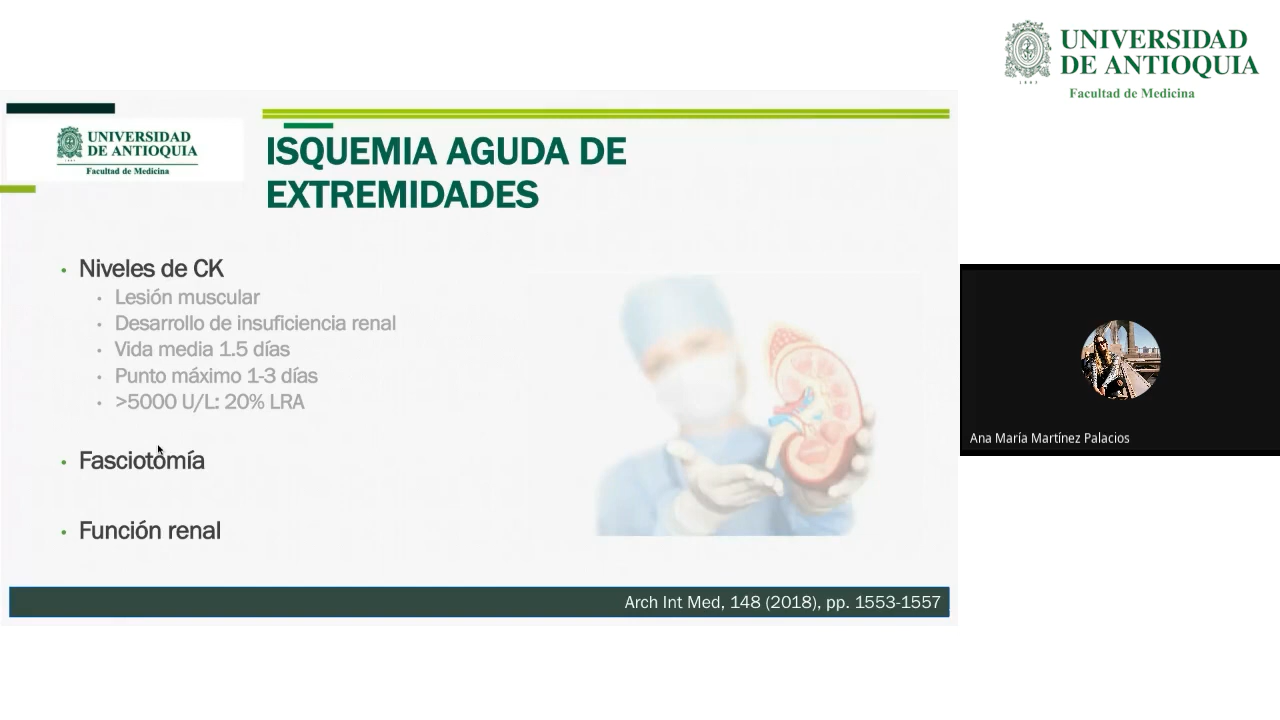 UNIVERSIDAD
DE ANTIOQUIA
1803
Facultad de Medicina
UNIVERSIDAD
DE ANTIOQUIA
Facultad de Medicina
ISQUEMIA AGUDA DE
EXTREMIDADES
• Niveles de CK
• Lesión muscular
• Desarrollo de insuficiencia renal
• Vida media 1.5 días
• Punto máximo 1-3 días
• >5000 U/L: 20% LRA
• Fasciotomía
• Función renal
Arch Int Med, 148 (2018), pp. 1553-1557
Ana María Martínez Palacios